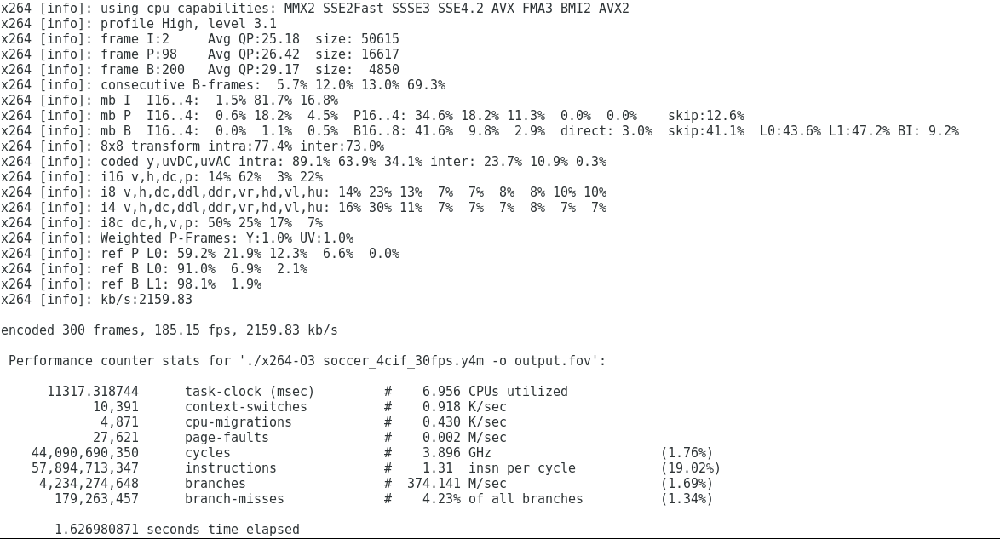 x264 [info]: using cpu capabilities: MMX2 SSE2Fast SSSE3 SSE4.2 AVX FMA3 BMI2 AVX2
x264 [info]: profile High, level 3.1
x264 [info]: frame I:2     Avg QP:25.18  size: 50615
x264 [info]: frame P:98    Avg QP:26.42  size: 16617
x264 [info]: frame B:200   Avg QP:29.17  size:  4850
x264 [info]: consecutive B-frames:  5.7% 12.0% 13.0% 69.3%
x264 [info]: mb I  I16..4:  1.5% 81.7% 16.8%
x264 [info]: mb P  I16..4:  0.6% 18.2%  4.5%  P16..4: 34.6% 18.2% 11.3%  0.0%  0.0%    skip:12.6%
x264 [info]: mb B  I16..4:  0.0%  1.1%  0.5%  B16..8: 41.6%  9.8%  2.9%  direct: 3.0%  skip:41.1%  L0:43.6% L1:47.2% BI: 9.2%
x264 [info]: 8x8 transform intra:77.4% inter:73.0%
x264 [info]: coded y,uvDC,uvAC intra: 89.1% 63.9% 34.1% inter: 23.7% 10.9% 0.3%
x264 [info]: i16 v,h,dc,p: 14% 62%  3% 22%
x264 [info]: i8 v,h,dc,ddl,ddr,vr,hd,vl,hu: 14% 23% 13%  7%  7%  8%  8% 10% 10%
x264 [info]: i4 v,h,dc,ddl,ddr,vr,hd,vl,hu: 16% 30% 11%  7%  7%  7%  8%  7%  7%
x264 [info]: i8c dc,h,v,p: 50% 25% 17%  7%
x264 [info]: Weighted P-Frames: Y:1.0% UV:1.0%
x264 [info]: ref P L0: 59.2% 21.9% 12.3%  6.6%  0.0%
x264 [info]: ref B L0: 91.0%  6.9%  2.1%
x264 [info]: ref B L1: 98.1%  1.9%
x264 [info]: kb/s:2159.83
encoded 300 frames, 185.15 fps, 2159.83 kb/s
Performance counter stats for './x264-O3 soccer_4cif_30fps.y4m -o output.fov':
11317.318744      task-clock (msec)         #    6.956 CPUs utilized
10,391      context-switches          #    0.918 K/sec
4,871      cpu-migrations            #    0.430 K/sec
27,621      page-faults               #    0.002 M/sec
44,090,690,350      cycles                    #    3.896 GHz                      (1.76%)
57,894,713,347      instructions              #    1.31  insn per cycle           (19.02%)
4,234,274,648      branches                  #  374.141 M/sec                    (1.69%)
179,263,457      branch-misses             #    4.23% of all branches          (1.34%)
1.626980871 seconds time elapsed